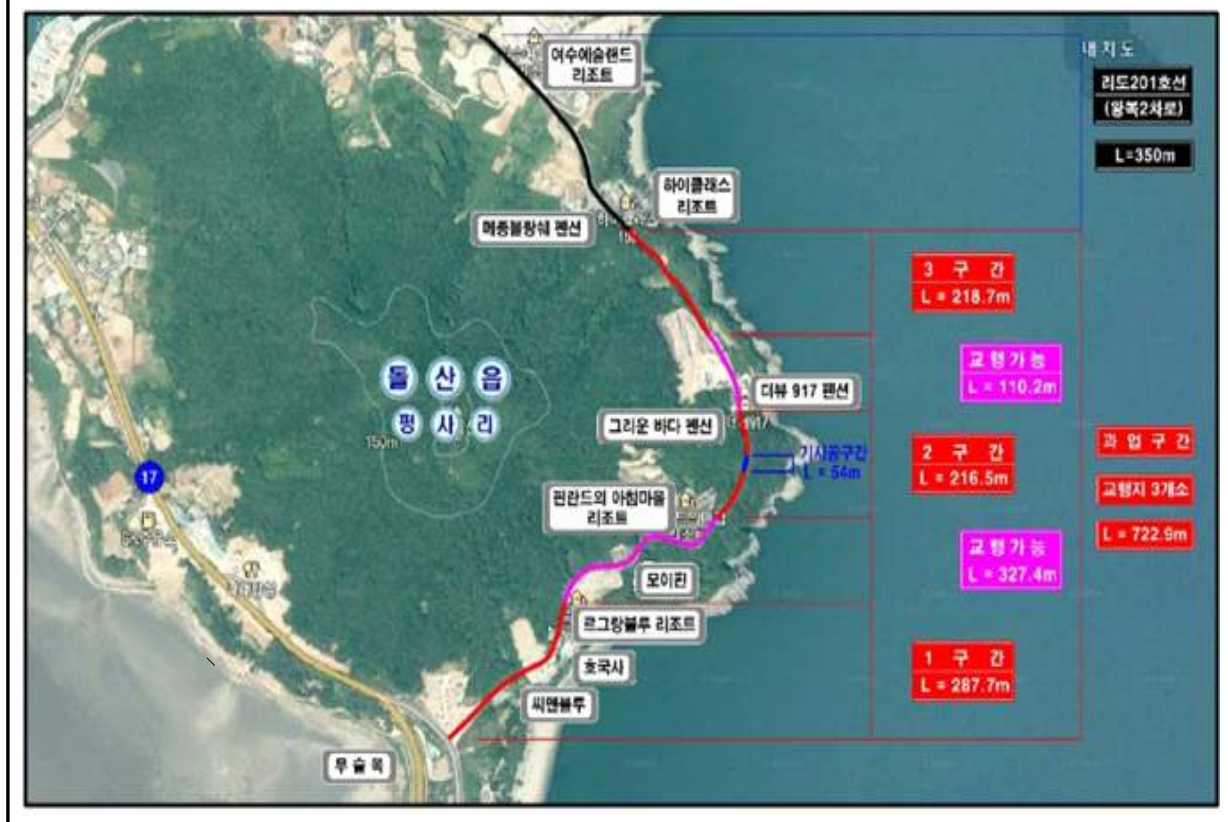 여수예술랜드
리조트
내치도
리도201호선
(왕복2차로)
L=350m
하이클래스
리조트
메종블랑쉐 펜션
3 구 간
L = 218.7m
교행가능
L = 110.2m
돌 산 읍
평 사 리
150m
더뷰 917 펜션
그리운 바다 펜션
기시공구간
L = 54m
2 구 간
L = 216.5m
과 업 구 간
교행지 3개소
L = 722.9m
17
핀란드의 아침마을
리조트
교행가능
L = 327.4m
모이핀
르그랑블루 리조트
호국사
1 구 간
L = 287.7m
씨앤블루
무 슬 목